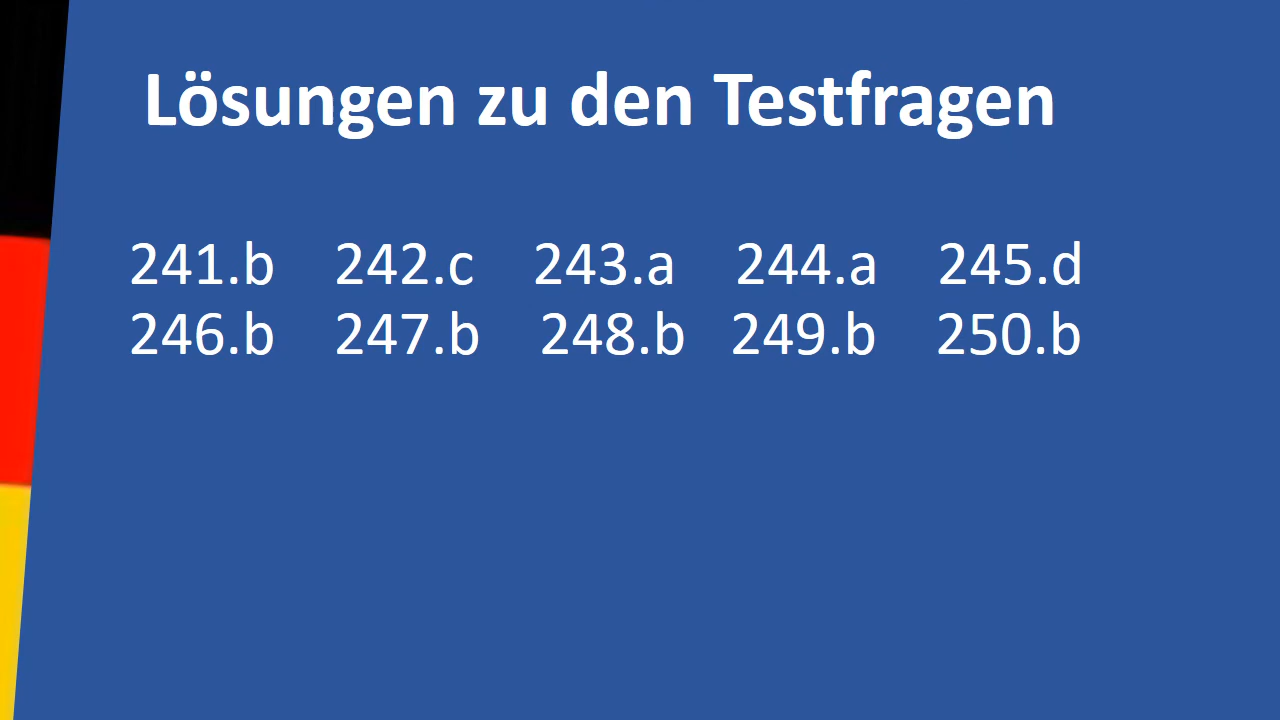 Lösungen zu den Testfragen
241.b 242.c 243.a 244.a 245.d
246.b 247.b 248.b 249.b 250.b